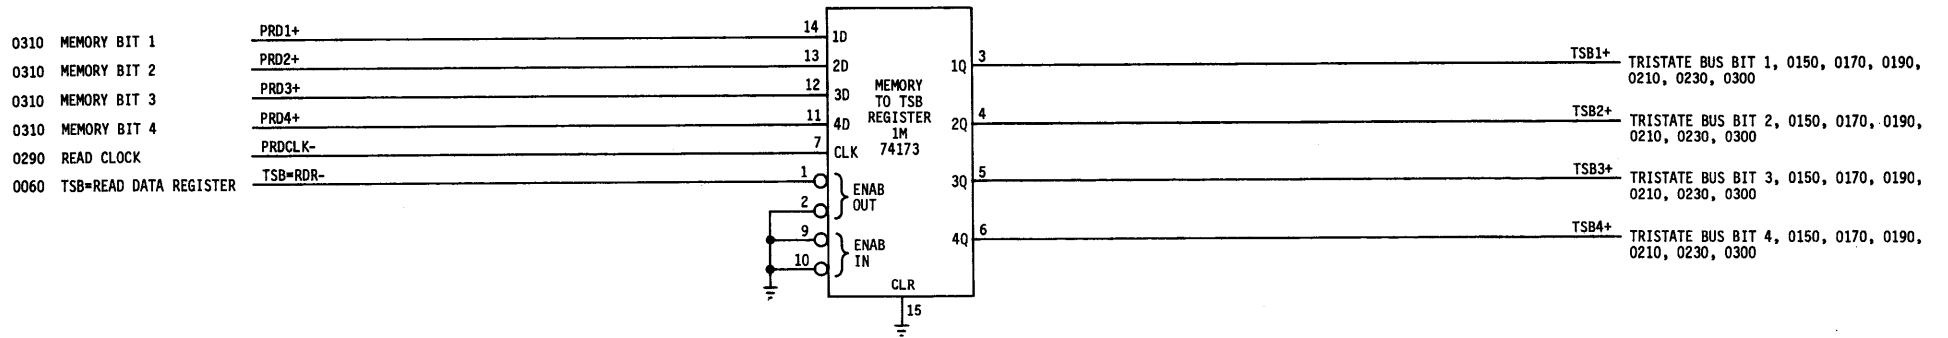 0310 MEMORY BIT 1 PRD1+ 14 1D
0310 MEMORY BIT 2 PRD2+ 13 2D
0310 MEMORY BIT 3 PRD3+ 12 3D
0310 MEMORY BIT 4 PRD4+ 11 4D
0290 READ CLOCK PRDCLK- 7 CLK
0060 TSB=READ DATA REGISTER TSB=RDR- 1
2
ENAB
OUT
9
10
ENAB
IN
MEMORY
TO TSB
REGISTER
1M
74173
CLR
15
1Q 3 TSB1+ TRISTATE BUS BIT 1, 0150, 0170, 0190,
0210, 0230, 0300
2Q 4 TSB2+ TRISTATE BUS BIT 2, 0150, 0170, 0190,
0210, 0230, 0300
3Q 5 TSB3+ TRISTATE BUS BIT 3, 0150, 0170, 0190,
0210, 0230, 0300
4Q 6 TSB4+ TRISTATE BUS BIT 4, 0150, 0170, 0190,
0210, 0230, 0300